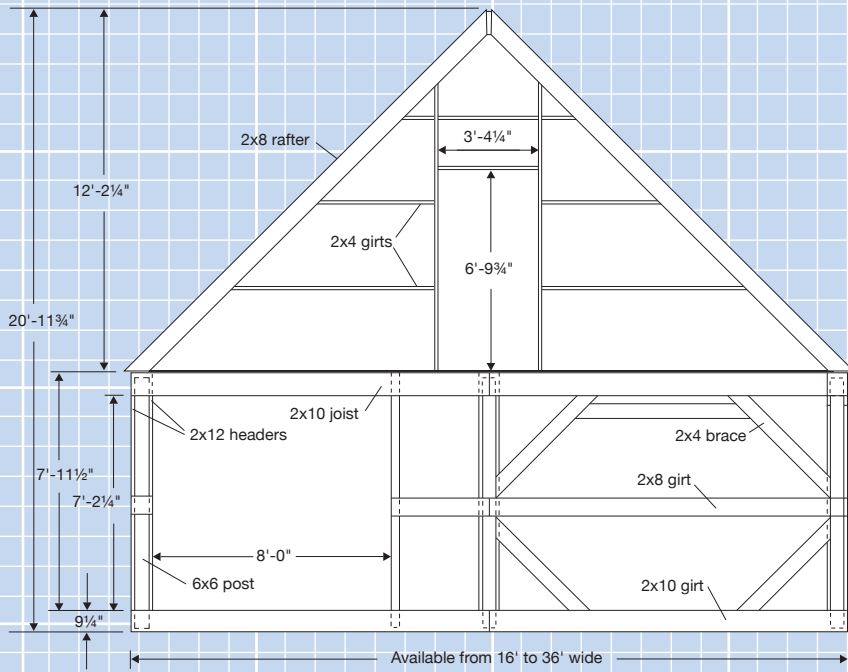 2x8 rafter
3'-4¼"
12'-2¼"
2x4 girts
6'-9¾"
20'-11¾"
2x10 joist
2x12 headers
2x4 brace
7'-11½"
2x8 girt
7'-2¼"
8'-0"
6x6 post
2x10 girt
9¼"
Available from 16' to 36' wide